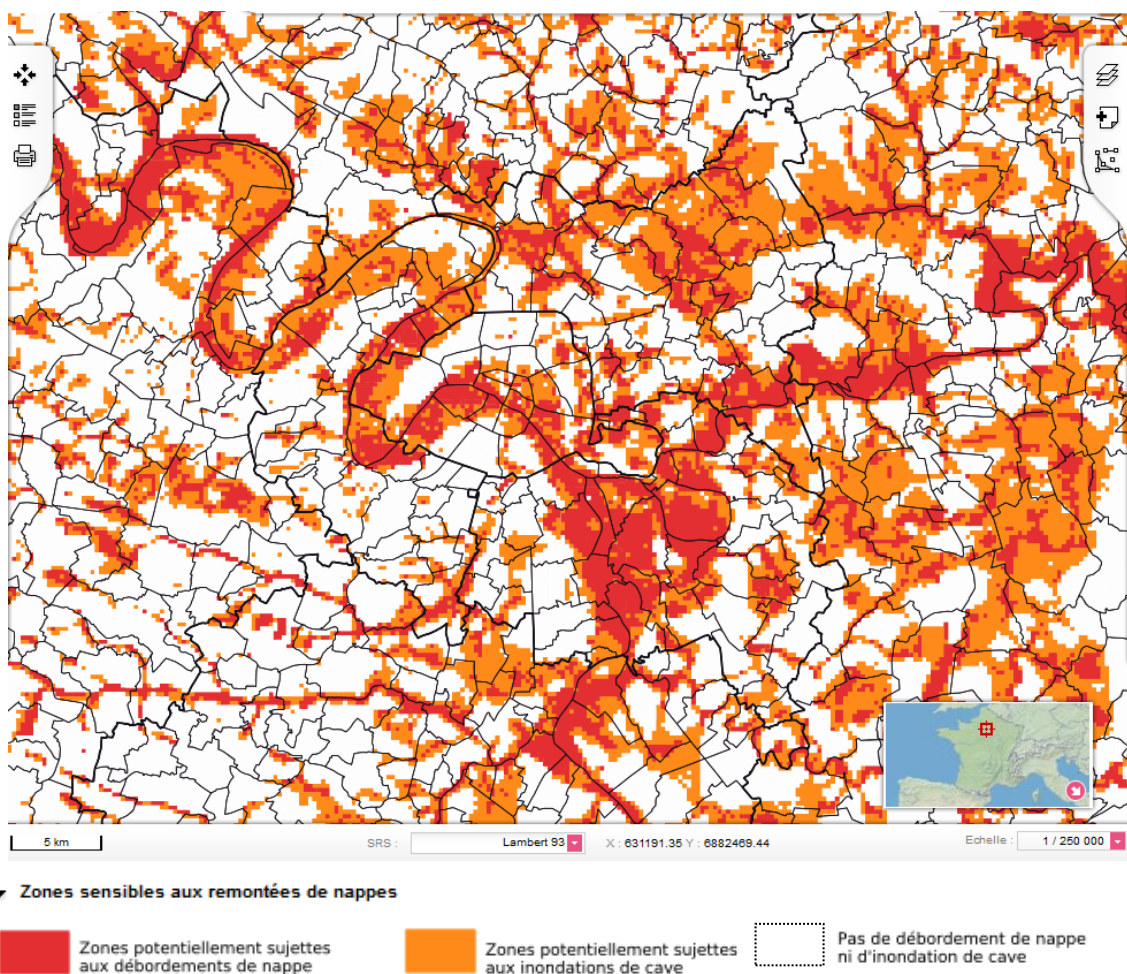 5 km
SRS :
Lambert 93
X : 631191.35 Y : 6882469.44
Echelle :
1 / 250 000
Zones sensibles aux remontées de nappes
Zones potentiellement sujettes
aux débordements de nappe
Zones potentiellement sujettes
aux inondations de cave
Pas de débordement de nappe
ni d'inondation de cave